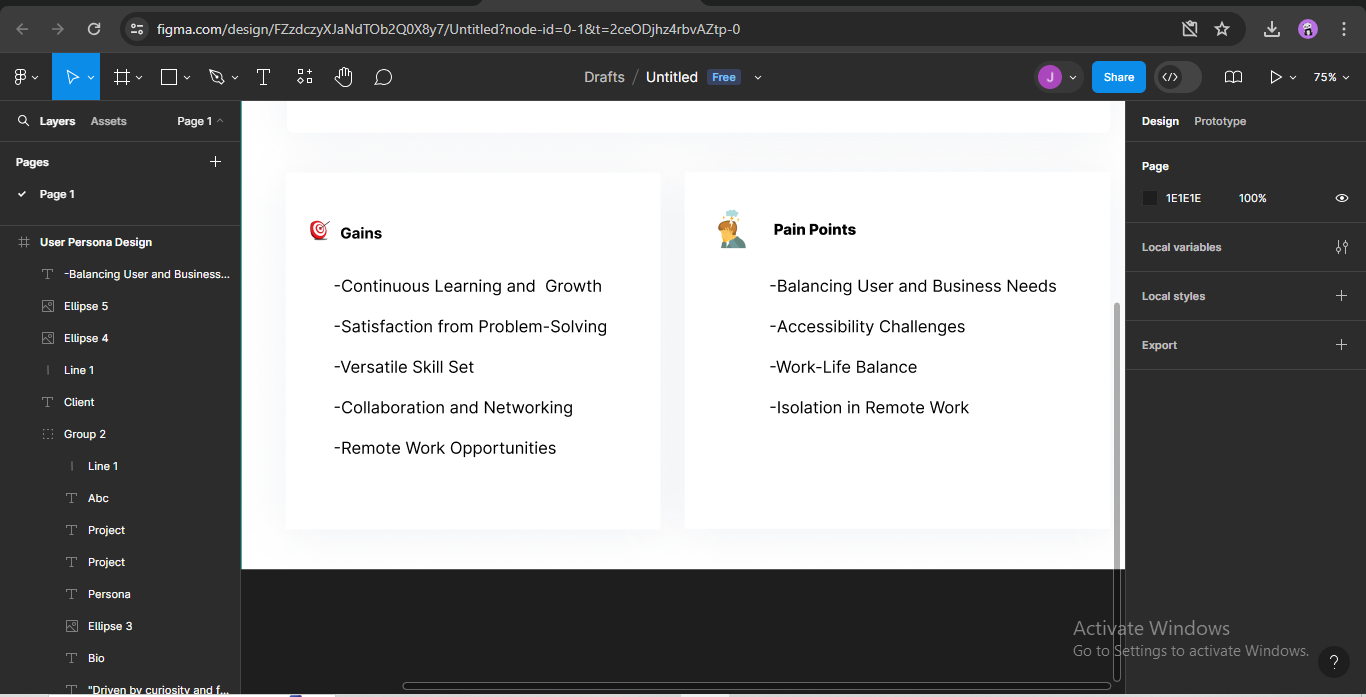 figma.com/design/FZzdczyXJaNdTOb2Q0X8y7/Untitled?node-id=0-1&t=2ceODjhz4rbvAZtp-0
Drafts / Untitled Free
J
Share
75%
Layers Assets Page 1
Pages
Page 1
User Persona Design
-Balancing User and Business...
Ellipse 5
Ellipse 4
Line 1
Client
Group 2
Line 1
Abc
Project
Project
Persona
Ellipse 3
Bio
"Driven by curiosity and f...
Gains
-Continuous Learning and  Growth
-Satisfaction from Problem-Solving
-Versatile Skill Set
-Collaboration and Networking
-Remote Work Opportunities
Pain Points
-Balancing User and Business Needs
-Accessibility Challenges
-Work-Life Balance
-Isolation in Remote Work
Design Prototype
Page
1E1E1E 100%
Local variables
Local styles
Export
Activate Windows
Go to Settings to activate Windows.
?